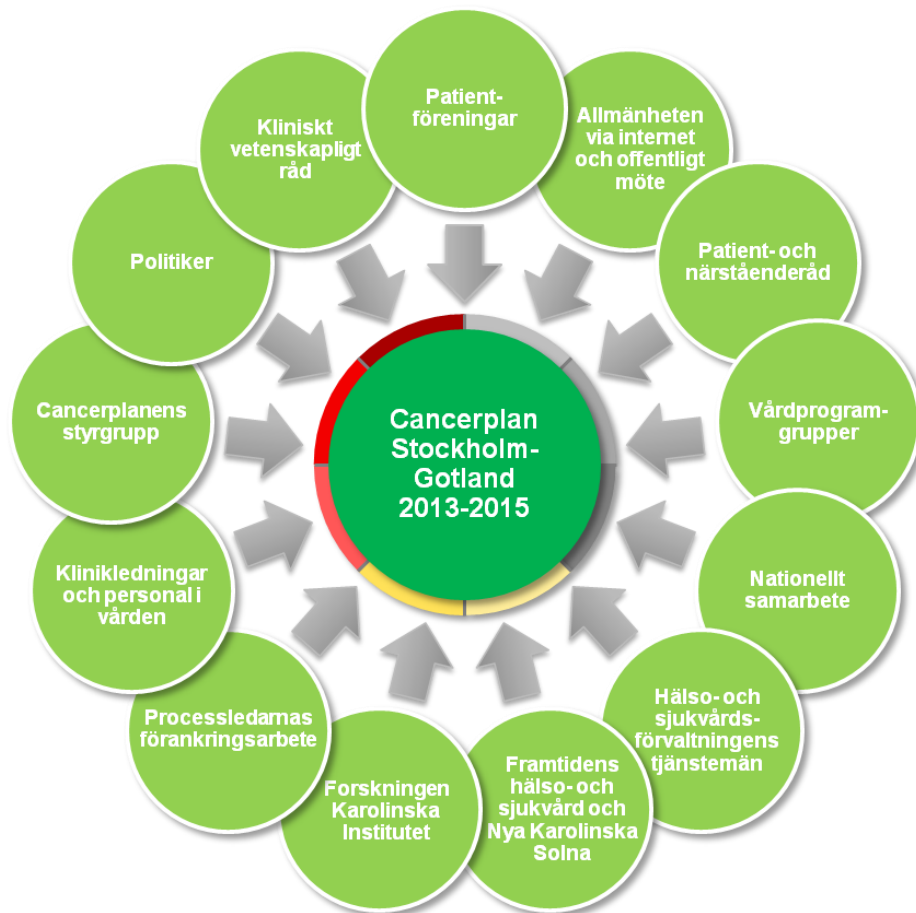 Patient-
föreningar
Allmänheten
via internet
och offentligt
möte
Patient- och
närståenderåd
Vårdprogram-
grupper
Nationellt
samarbete
Hälso- och
sjukvårds-
förvaltningens
tjänstemän
Framtidens
hälso- och
sjukvård och
Nya Karolinska
Solna
Forskningen
Karolinska
Institutet
Processledarnas
förankringsarbete
Klinikledningar
och personal i
vården
Cancerplanens
styrgrupp
Politiker
Kliniskt
vetenskapligt
råd
Cancerplan
Stockholm-
Gotland
2013-2015